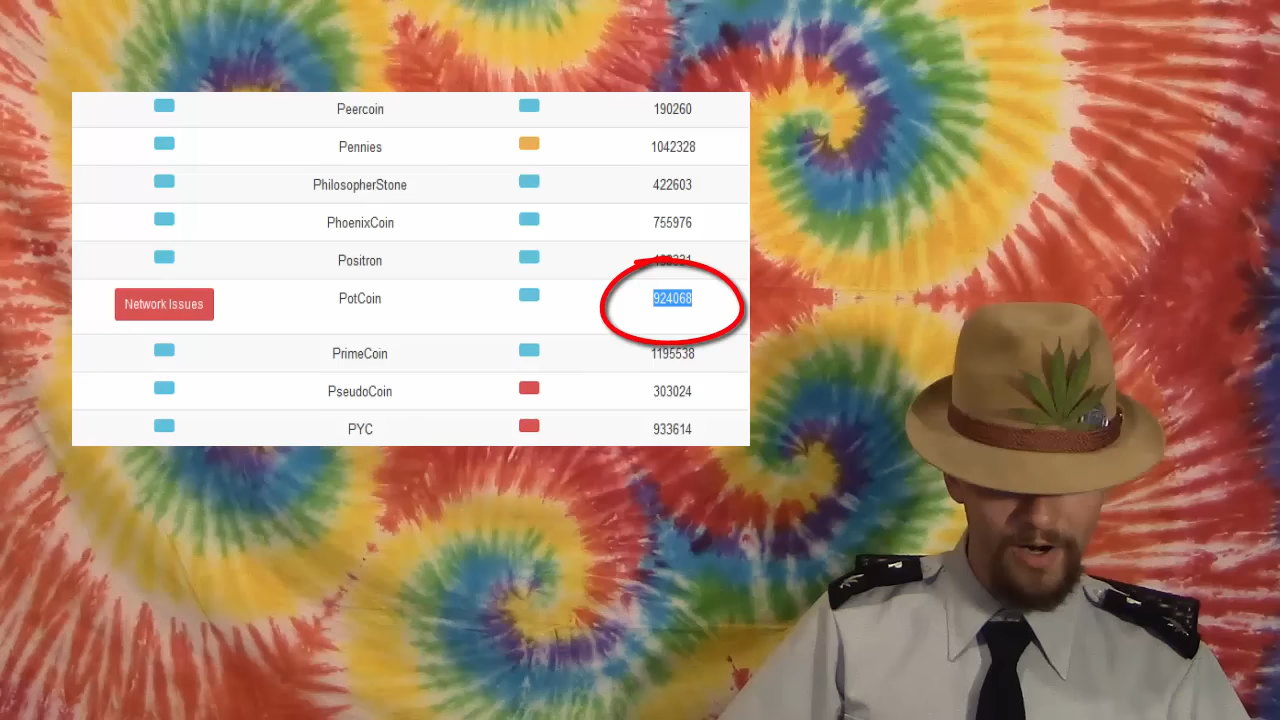 Peercoin 190260
Pennies 1042328
PhilosopherStone 422603
PhoenixCoin 755976
Positron
Network Issues PotCoin 924068
PrimeCoin 1195538
PseudoCoin 303024
PYC 933614
P